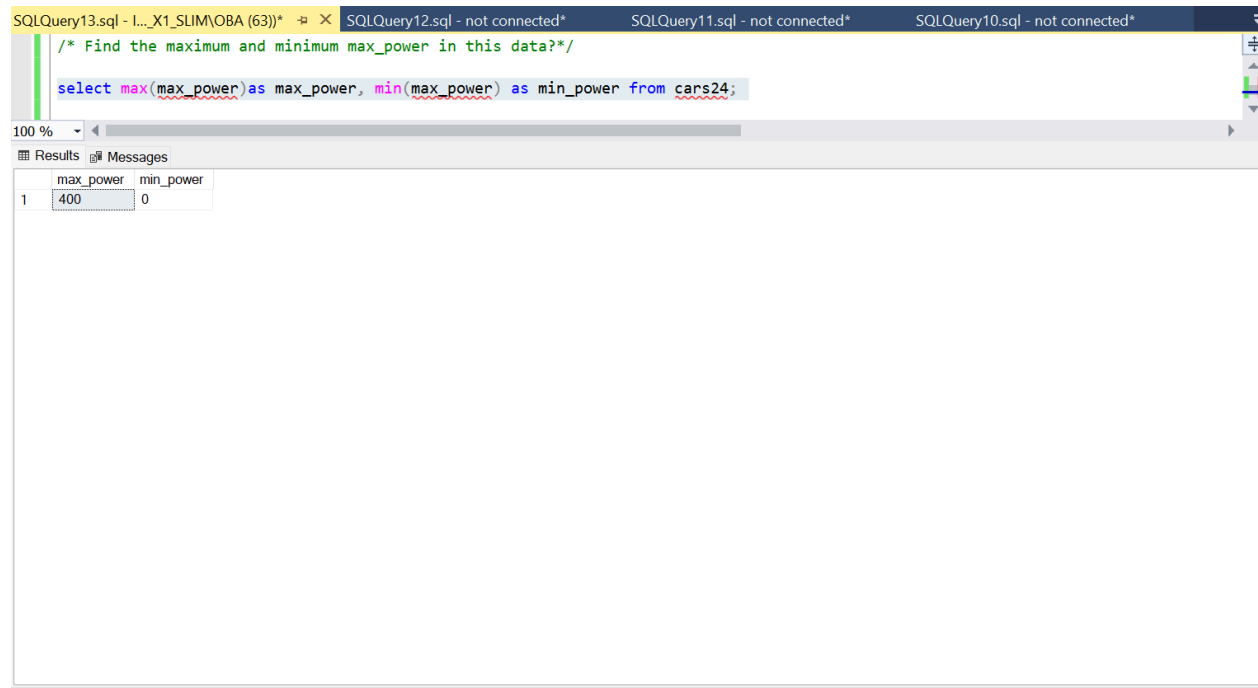 SQLQuery13.sql - I..._X1_SLIM\OBA (63))* SQLQuery12.sql - not connected* SQLQuery11.sql - not connected* SQLQuery10.sql - not connected*
/* Find the maximum and minimum max_power in this data?*/
select max(max_power)as max_power, min(max_power) as min_power from cars24;
100 %
Results Messages
max_power min_power
1 400 0